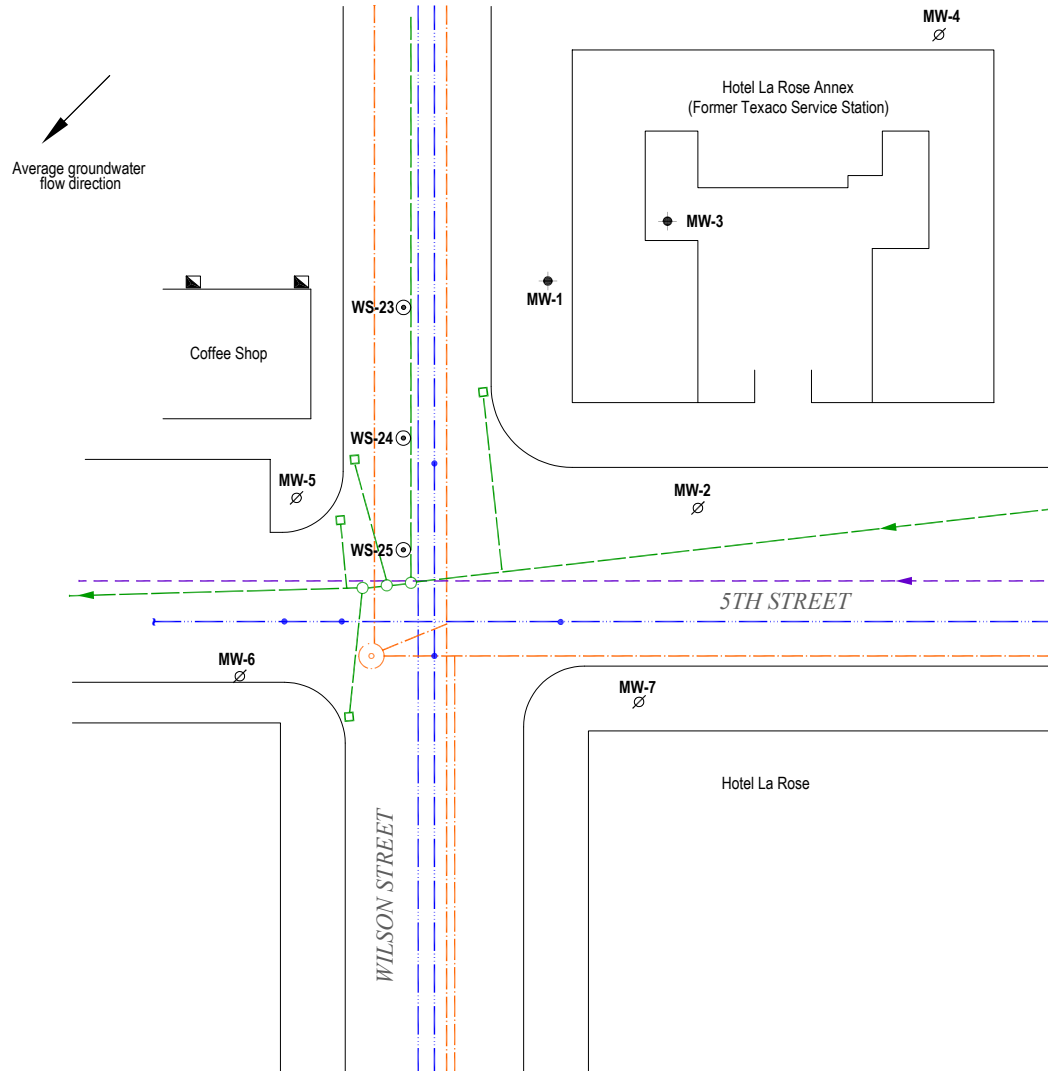 MW-4
Hotel La Rose Annex
(Former Texaco Service Station)
Average groundwater
flow direction
MW-3
MW-1
WS-23
Coffee Shop
WS-24
MW-5
MW-2
WS-25
5TH STREET
MW-6
MW-7
Hotel La Rose
WILSON STREET